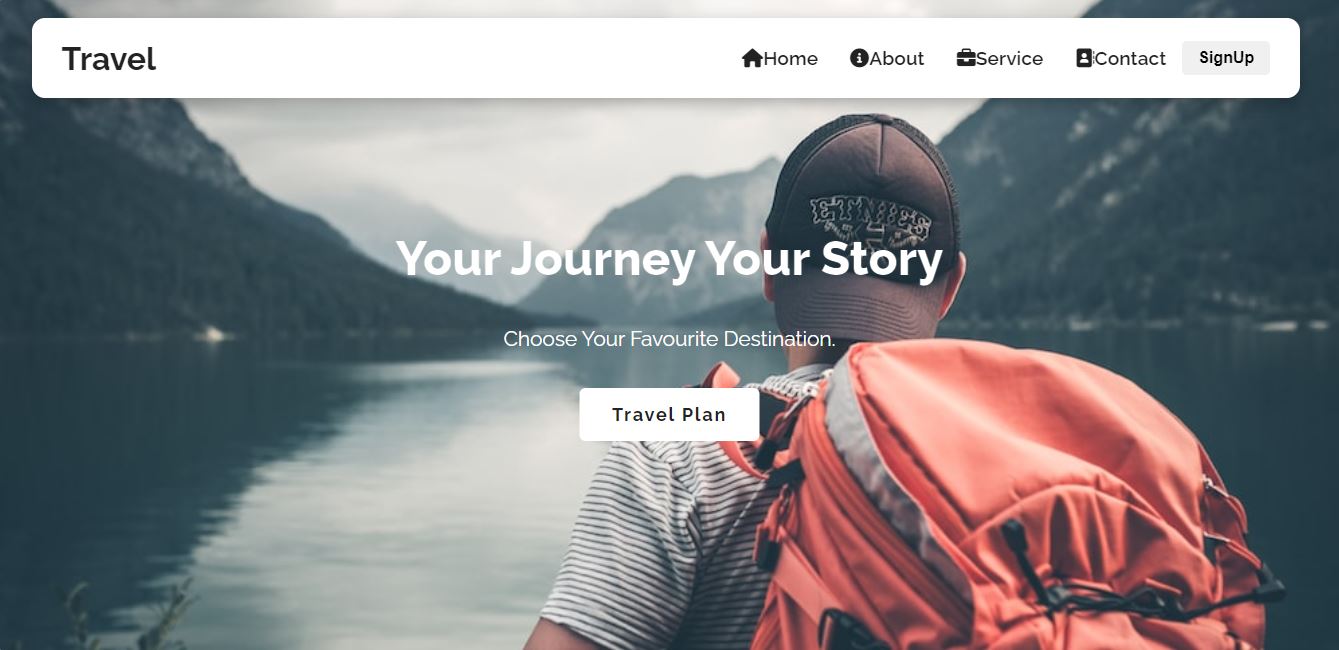 Travel
Home About Service Contact SignUp
ETNIES
Your Journey Your Story
Choose Your Favourite Destination.
Travel Plan